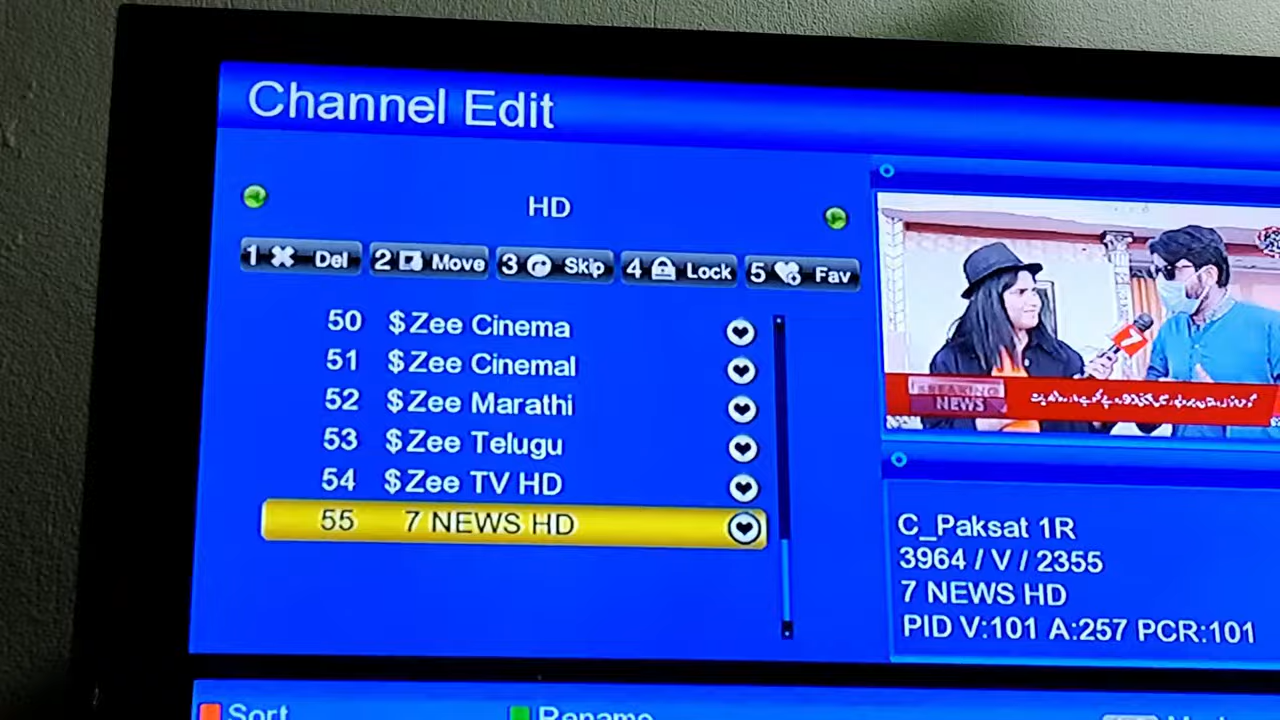 Channel Edit
HD
1 Del 2 Move 3 Skip 4 Lock 5 Fav
50 $Zee Cinema
51 $Zee Cinemal
52 $Zee Marathi
53 $Zee Telugu
54 $Zee TV HD
55 7 NEWS HD
7
BREAKING
NEWS
C_Paksat 1R
3964 / V / 2355
7 NEWS HD
PID V:101 A:257 PCR:101
Sort
Rename